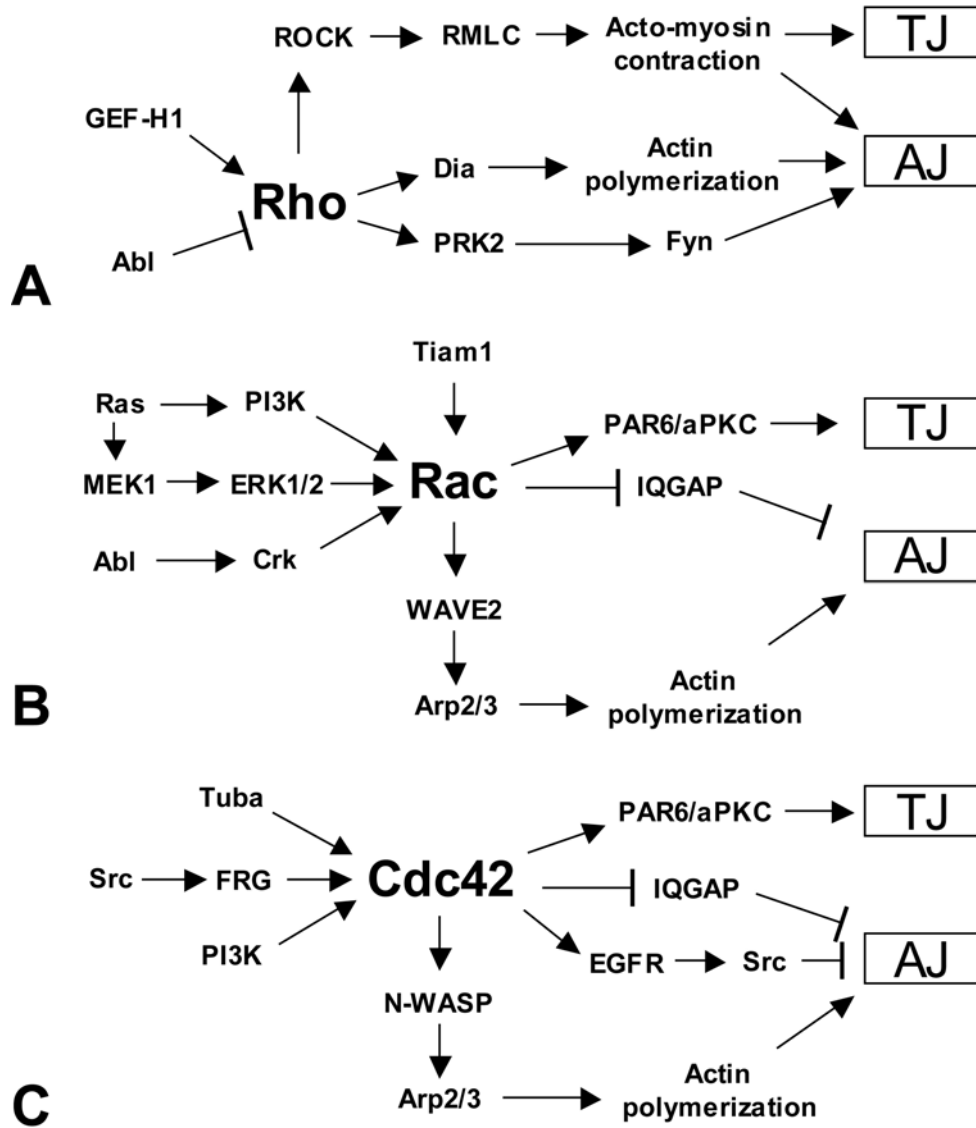 ROCK
RMLC
Acto-myosin
contraction
TJ
GEF-H1
Rho
Dia
Actin
polymerization
AJ
PRK2
Fyn
Abl
A
Tiam1
Ras
PI3K
PAR6/aPKC
TJ
MEK1
ERK1/2
Rac
IQGAP
Abl
Crk
AJ
WAVE2
Arp2/3
Actin
polymerization
B
Tuba
PAR6/aPKC
TJ
Src
FRG
Cdc42
IQGAP
PI3K
EGFR
Src
AJ
N-WASP
Arp2/3
Actin
polymerization
C